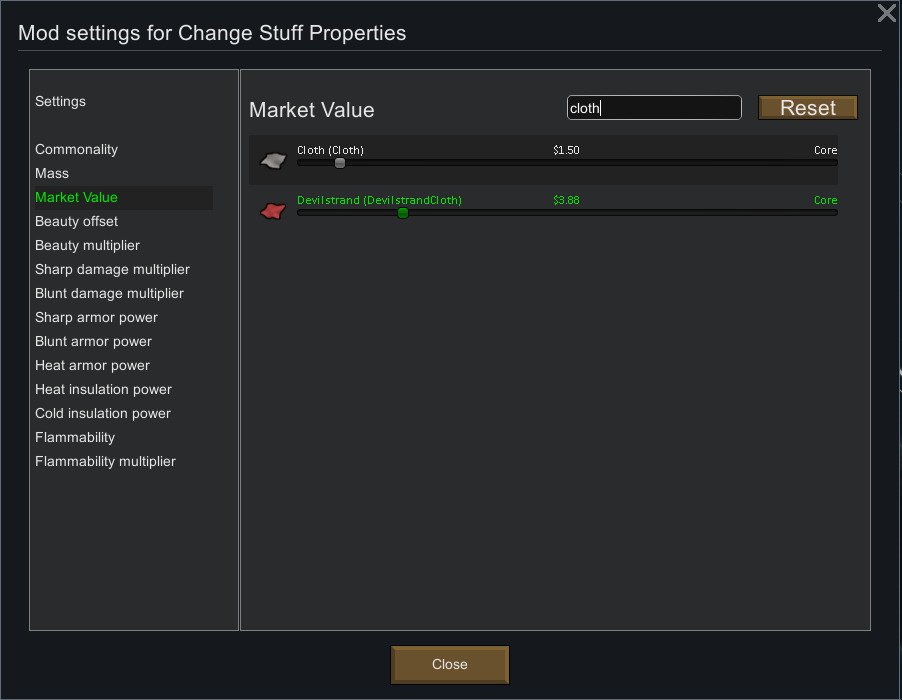 Mod settings for Change Stuff Properties
Settings
Commonality
Mass
Market Value
Beauty offset
Beauty multiplier
Sharp damage multiplier
Blunt damage multiplier
Sharp armor power
Blunt armor power
Heat armor power
Heat insulation power
Cold insulation power
Flammability
Flammability multiplier
Market Value
cloth
Reset
Cloth (Cloth) $1.50 Core
Devilstrand (DevilstrandCloth) $3.88 Core
Close